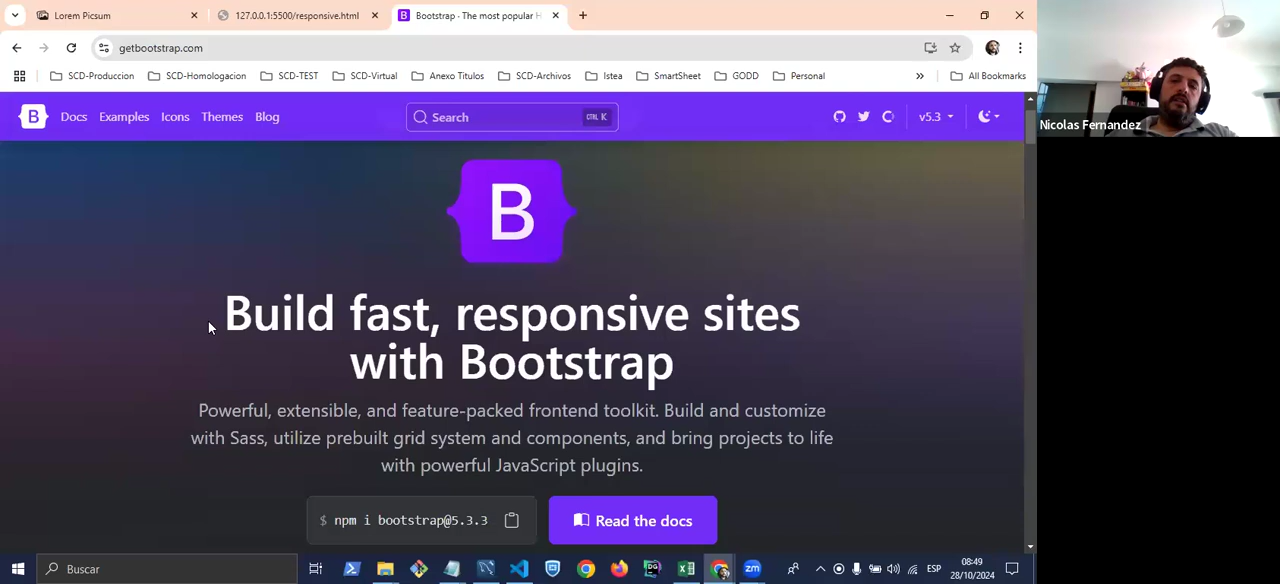 Lorem Picsum
127.0.0.1:5500/responsive.html
Bootstrap · The most popular H
getbootstrap.com
SCD-Produccion
SCD-Homologacion
SCD-TEST
SCD-Virtual
Anexo Titulos
SCD-Archivos
Istea
SmartSheet
GODD
Personal
»
All Bookmarks
B
Docs
Examples
Icons
Themes
Blog
Search
CTRL K
v5.3
Nicolas Fernandez
B
Build fast, responsive sites
with Bootstrap
Powerful, extensible, and feature-packed frontend toolkit. Build and customize
with Sass, utilize prebuilt grid system and components, and bring projects to life
with powerful JavaScript plugins.
$ npm i bootstrap@5.3.3
Read the docs
Buscar
zm
ESP
08:49
28/10/2024